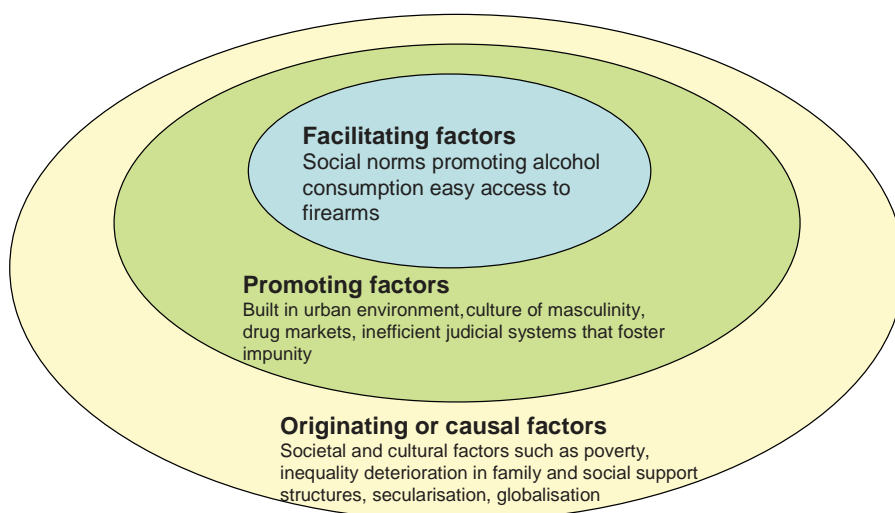 Facilitating factors
Social norms promoting alcohol
consumption easy access to
firearms
Promoting factors
Built in urban environment,culture of masculinity,
drug markets, inefficient judicial systems that foster
impunity
Originating or causal factors
Societal and cultural factors such as poverty,
inequality deterioration in family and social support
structures, secularisation, globalisation